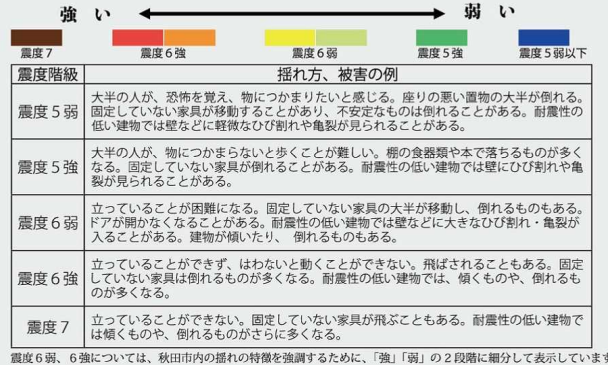 強い 弱い
震度7 震度6強 震度6弱 震度5強 震度5弱以下
震度階級 揺れ方、被害の例
震度5弱
大半の人が、恐怖を覚え、物につかまりたいと感じる。座りの悪い置物の大半が倒れる。
固定していない家具が移動することがあり、不安定なものは倒れることがある。耐震性の
低い建物では壁などに軽微なひび割れや亀裂が見られることがある。
震度5強
大半の人が、物につかまらないと歩くことが難しい。棚の食器類や本で落ちるものが多く
なる。固定していない家具が倒れることがある。耐震性の低い建物では壁にひび割れや亀
裂が見られることがある。
震度6弱
立っていることが困難になる。固定していない家具の大半が移動し、倒れるものもある。
ドアが開かなくなることがある。耐震性の低い建物では壁などに大きなひび割れ・亀裂が
入ることがある。建物が傾いたり、 倒れるものもある。
震度6強
立っていることができず、はわないと動くことができない。飛ばされることもある。固定
していない家具は倒れるものが多くなる。耐震性の低い建物では、傾くものや、倒れるも
のが多くなる。
震度7
立っていることができない。固定していない家具が飛ぶこともある。耐震性の低い建物で
は傾くものや、倒れるものがさらに多くなる。
震度6弱、6強については、秋田市内の揺れの特徴を強調するために、「強」「弱」の2段階に細分して表示しています